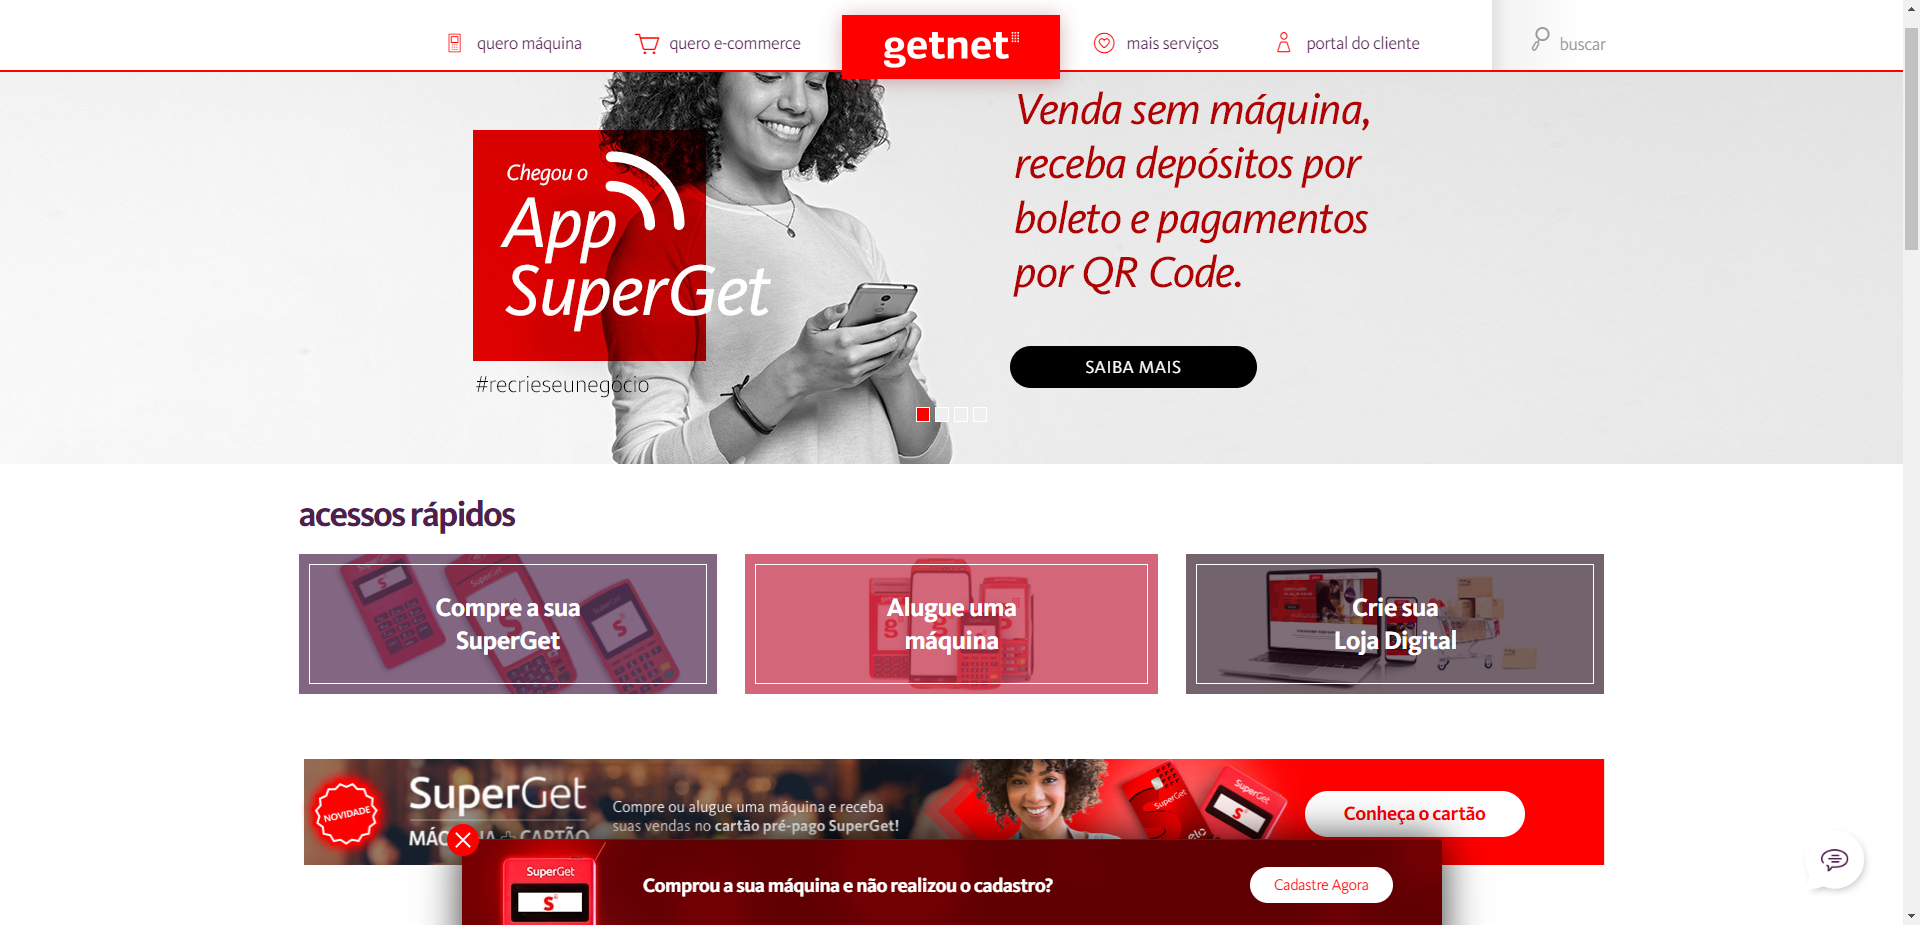 quero máquina
quero e-commerce
getnet
mais serviços
portal do cliente
buscar
Chegou o
App
SuperGet
#recrieseunegócio
Venda sem máquina,
receba depósitos por
boleto e pagamentos
por QR Code.
SAIBA MAIS
acessos rápidos
Compre a sua
SuperGet
Alugue uma
máquina
Crie sua
Loja Digital
NOVIDADE
SuperGet
Compre ou alugue uma máquina e receba
suas vendas no cartão pré-pago SuperGet!
SuperGet
SuperGet
elo
Conheça o cartão
SuperGet
Comprou a sua máquina e não realizou o cadastro?
Cadastre Agora